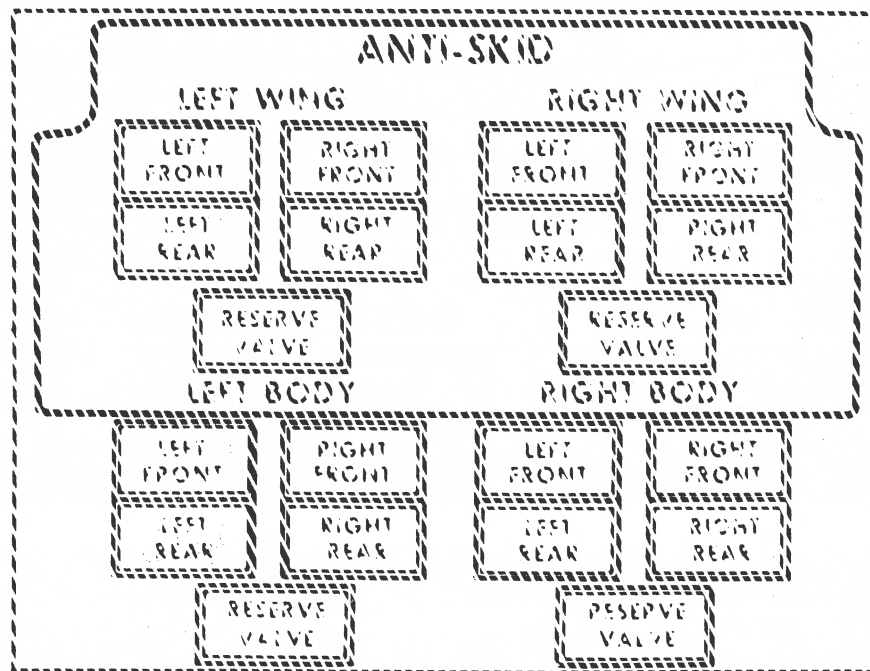 ANTI-SKID
LEFT WING RIGHT WING
LEFT RIGHT LEFT RIGHT
FRONT FRONT FRONT FRONT
LEFT RIGHT LEFT RIGHT
REAR REAR REAR REAR
RESERVE RESERVE
VALVE VALVE
LEFT BODY RIGHT BODY
LEFT RIGHT LEFT RIGHT
FRONT FRONT FRONT FRONT
LEFT RIGHT LEFT RIGHT
REAR REAR REAR REAR
RESERVE RESERVE
VALVE VALVE